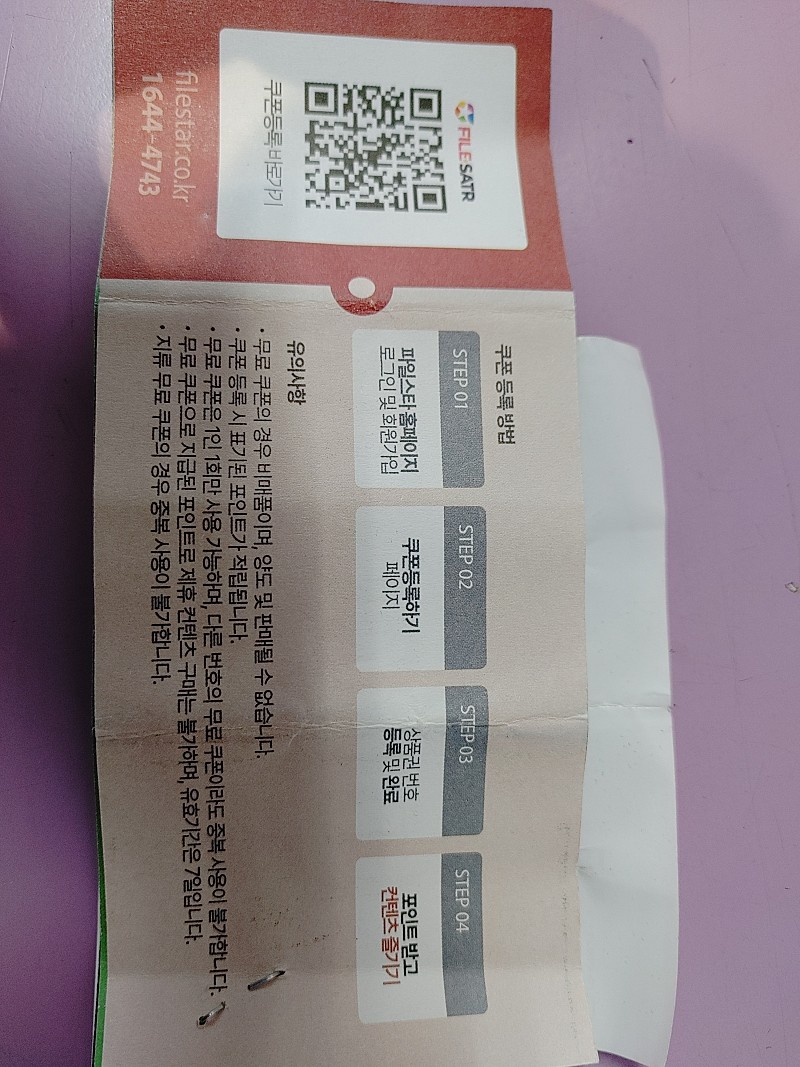 FILESATR
쿠폰등록 바로가기
filestar.co.kr
1644-4743
쿠폰 등록 방법
STEP 01
파일스타 홈페이지
로그인 및 회원가입
STEP 02
쿠폰등록하기
페이지
STEP 03
상품권 번호
등록 및 완료
STEP 04
포인트 받고
컨텐츠 즐기기
유의사항
· 무료 쿠폰의 경우 비매품이며, 양도 및 판매될 수 없습니다.
· 쿠폰 등록 시 표기된 포인트가 적립됩니다.
· 무료 쿠폰은 1인 1회만 사용 가능하며, 다른 번호의 무료 쿠폰이라도 중복 사용이 불가합니다.
· 무료 쿠폰으로 지급된 포인트로 제휴 컨텐츠 구매는 불가하며, 유효기간은 7일입니다.
· 지류 무료 쿠폰의 경우 중복 사용이 불가합니다.